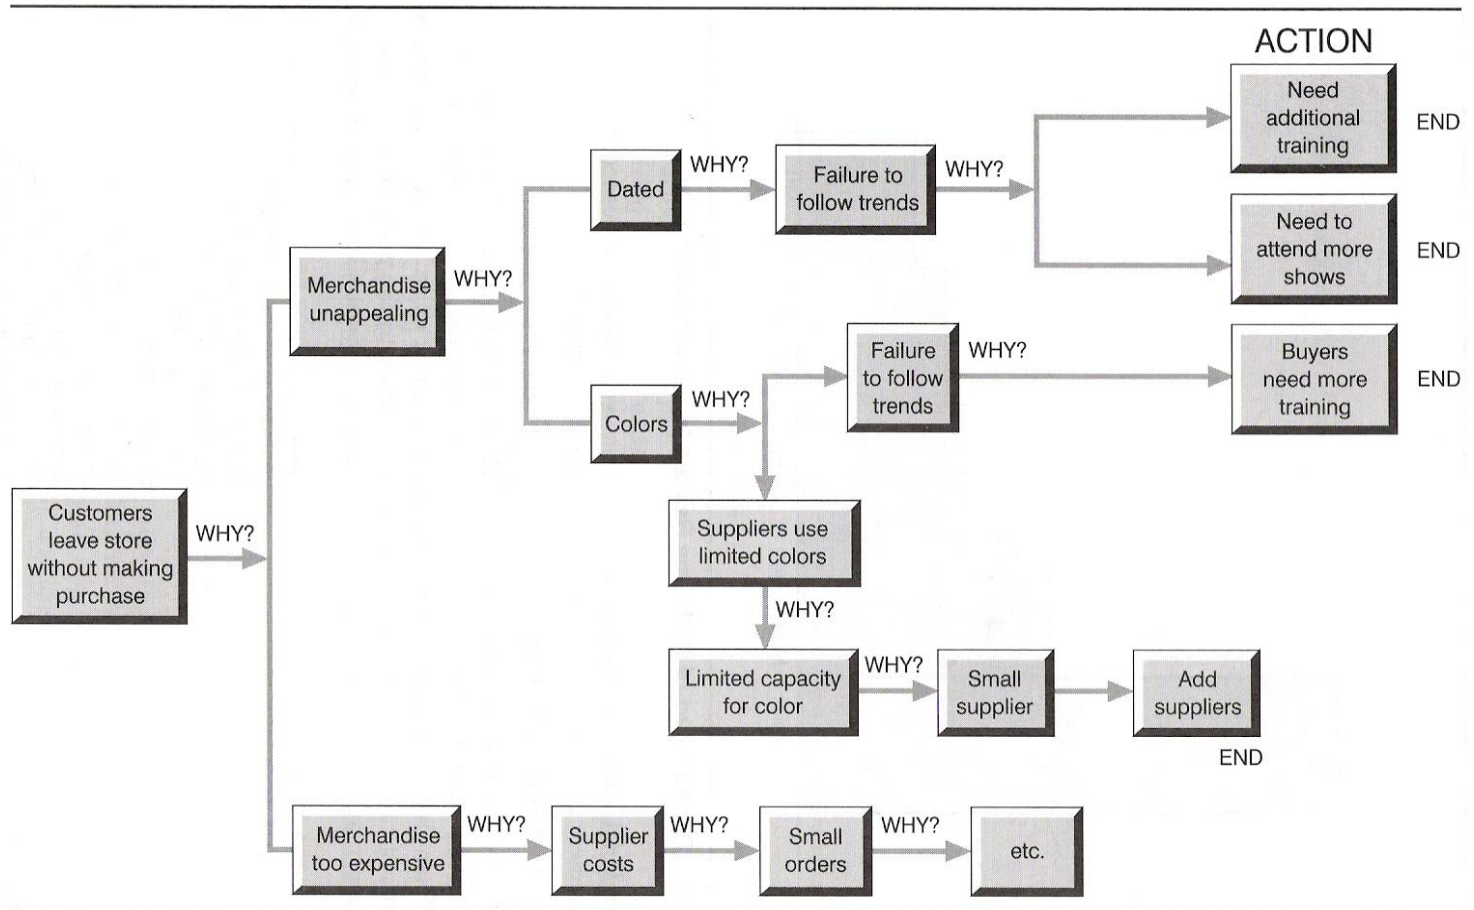 ACTION
Need
additional
training
END
Dated
WHY?
Failure to
follow trends
WHY?
Need to
attend more
shows
END
Merchandise
unappealing
WHY?
Failure
to follow
trends
WHY?
Buyers
need more
training
END
Colors
WHY?
Customers
leave store
without making
purchase
WHY?
Suppliers use
limited colors
WHY?
Limited capacity
for color
WHY?
Small
supplier
Add
suppliers
END
Merchandise
too expensive
WHY?
Supplier
costs
WHY?
Small
orders
WHY?
etc.